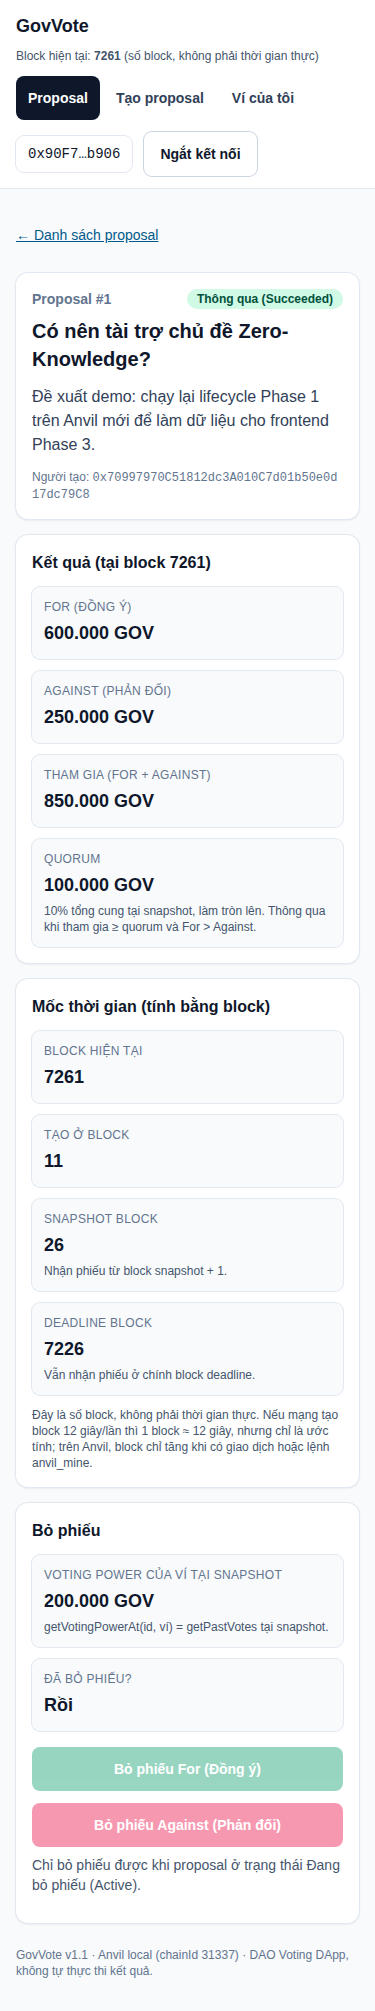 GovVote
Block hiện tại: 7261 (số block, không phải thời gian thực)
Proposal
Tạo proposal
Ví của tôi
0x90F7…b906
Ngắt kết nối
← Danh sách proposal
Proposal #1
Thông qua (Succeeded)
Có nên tài trợ chủ đề Zero-
Knowledge?
Đề xuất demo: chạy lại lifecycle Phase 1
trên Anvil mới để làm dữ liệu cho frontend
Phase 3.
Người tạo: 0x70997970C51812dc3A010C7d01b50e0d
17dc79C8
Kết quả (tại block 7261)
FOR (ĐỒNG Ý)
600.000 GOV
AGAINST (PHẢN ĐỐI)
250.000 GOV
THAM GIA (FOR + AGAINST)
850.000 GOV
QUORUM
100.000 GOV
10% tổng cung tại snapshot, làm tròn lên. Thông qua
khi tham gia ≥ quorum và For > Against.
Mốc thời gian (tính bằng block)
BLOCK HIỆN TẠI
7261
TẠO Ở BLOCK
11
SNAPSHOT BLOCK
26
Nhận phiếu từ block snapshot + 1.
DEADLINE BLOCK
7226
Vẫn nhận phiếu ở chính block deadline.
Đây là số block, không phải thời gian thực. Nếu mạng tạo
block 12 giây/lần thì 1 block ≈ 12 giây, nhưng chỉ là ước
tính; trên Anvil, block chỉ tăng khi có giao dịch hoặc lệnh
anvil_mine.
Bỏ phiếu
VOTING POWER CỦA VÍ TẠI SNAPSHOT
200.000 GOV
getVotingPowerAt(id, ví) = getPastVotes tại snapshot.
ĐÃ BỎ PHIẾU?
Rồi
Bỏ phiếu For (Đồng ý)
Bỏ phiếu Against (Phản đối)
Chỉ bỏ phiếu được khi proposal ở trạng thái Đang
bỏ phiếu (Active).
GovVote v1.1 · Anvil local (chainId 31337) · DAO Voting DApp,
không tự thực thi kết quả.